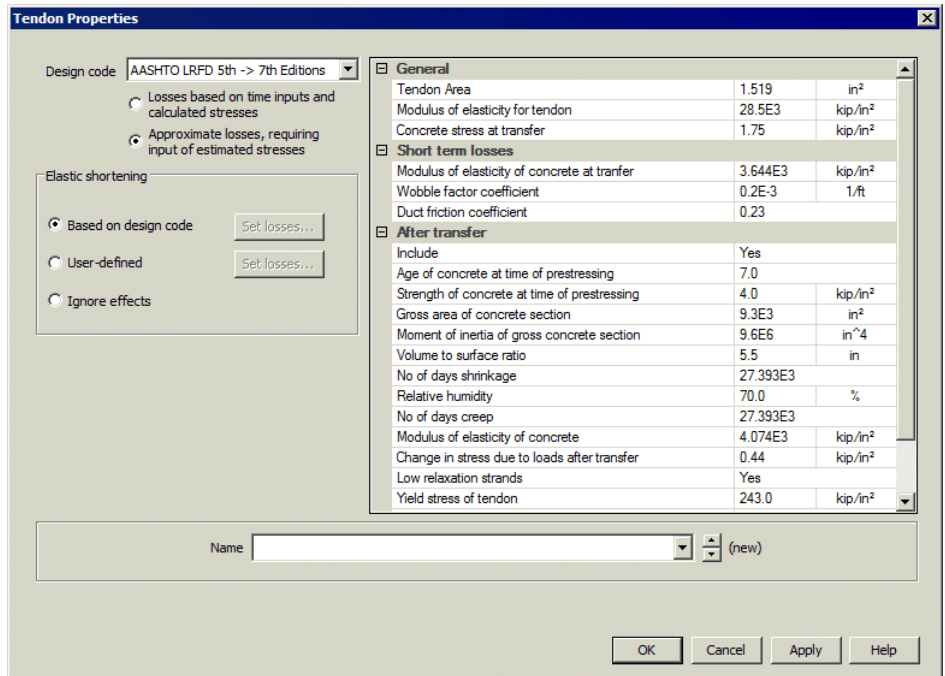 Tendon Properties
Design code AASHTO LRFD 5th -> 7th Editions
Losses based on time inputs and
calculated stresses
Approximate losses, requiring
input of estimated stresses
Elastic shortening
Based on design code Set losses...
User-defined Set losses...
Ignore effects
General
Tendon Area 1.519 in²
Modulus of elasticity for tendon 28.5E3 kip/in²
Concrete stress at transfer 1.75 kip/in²
Short term losses
Modulus of elasticity of concrete at tranfer 3.644E3 kip/in²
Wobble factor coefficient 0.2E-3 1/ft
Duct friction coefficient 0.23
After transfer
Include Yes
Age of concrete at time of prestressing 7.0
Strength of concrete at time of prestressing 4.0 kip/in²
Gross area of concrete section 9.3E3 in²
Moment of inertia of gross concrete section 9.6E6 in^4
Volume to surface ratio 5.5 in
No of days shrinkage 27.393E3
Relative humidity 70.0 %
No of days creep 27.393E3
Modulus of elasticity of concrete 4.074E3 kip/in²
Change in stress due to loads after transfer 0.44 kip/in²
Low relaxation strands Yes
Yield stress of tendon 243.0 kip/in²
Name (new)
OK Cancel Apply Help